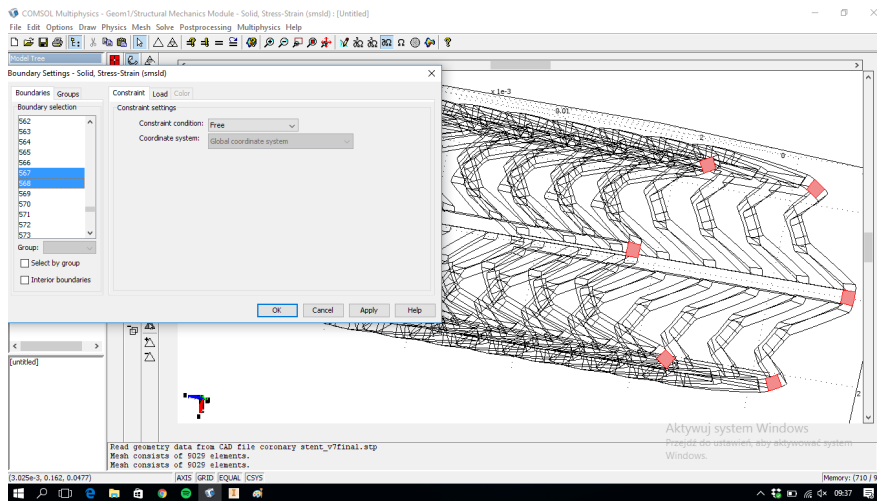 COMSOL Multiphysics - Geom1/Structural Mechanics Module - Solid, Stress-Strain (smsld) : [Untitled]
File Edit Options Draw Physics Mesh Solve Postprocessing Multiphysics Help
Model Tree
Boundary Settings - Solid, Stress-Strain (smsld)
Boundaries Groups
Boundary selection
562
563
564
565
566
567
568
569
570
571
572
573
Group:
Select by group
Interior boundaries
Constraint Load Color
Constraint settings
Constraint condition: Free
Coordinate system: Global coordinate system
OK Cancel Apply Help
x 1e-3
0.01
2
0
2
[untitled]
Aktywuj system Windows
Przejdź do ustawień, aby aktywować system
Windows.
Read geometry data from CAD file coronary stent_v7final.stp
Mesh consists of 9029 elements.
Mesh consists of 9029 elements.
(3.025e-3, 0.162, 0.0477)
AXIS GRID EQUAL CSYS
Memory: (710 / 9
09:37